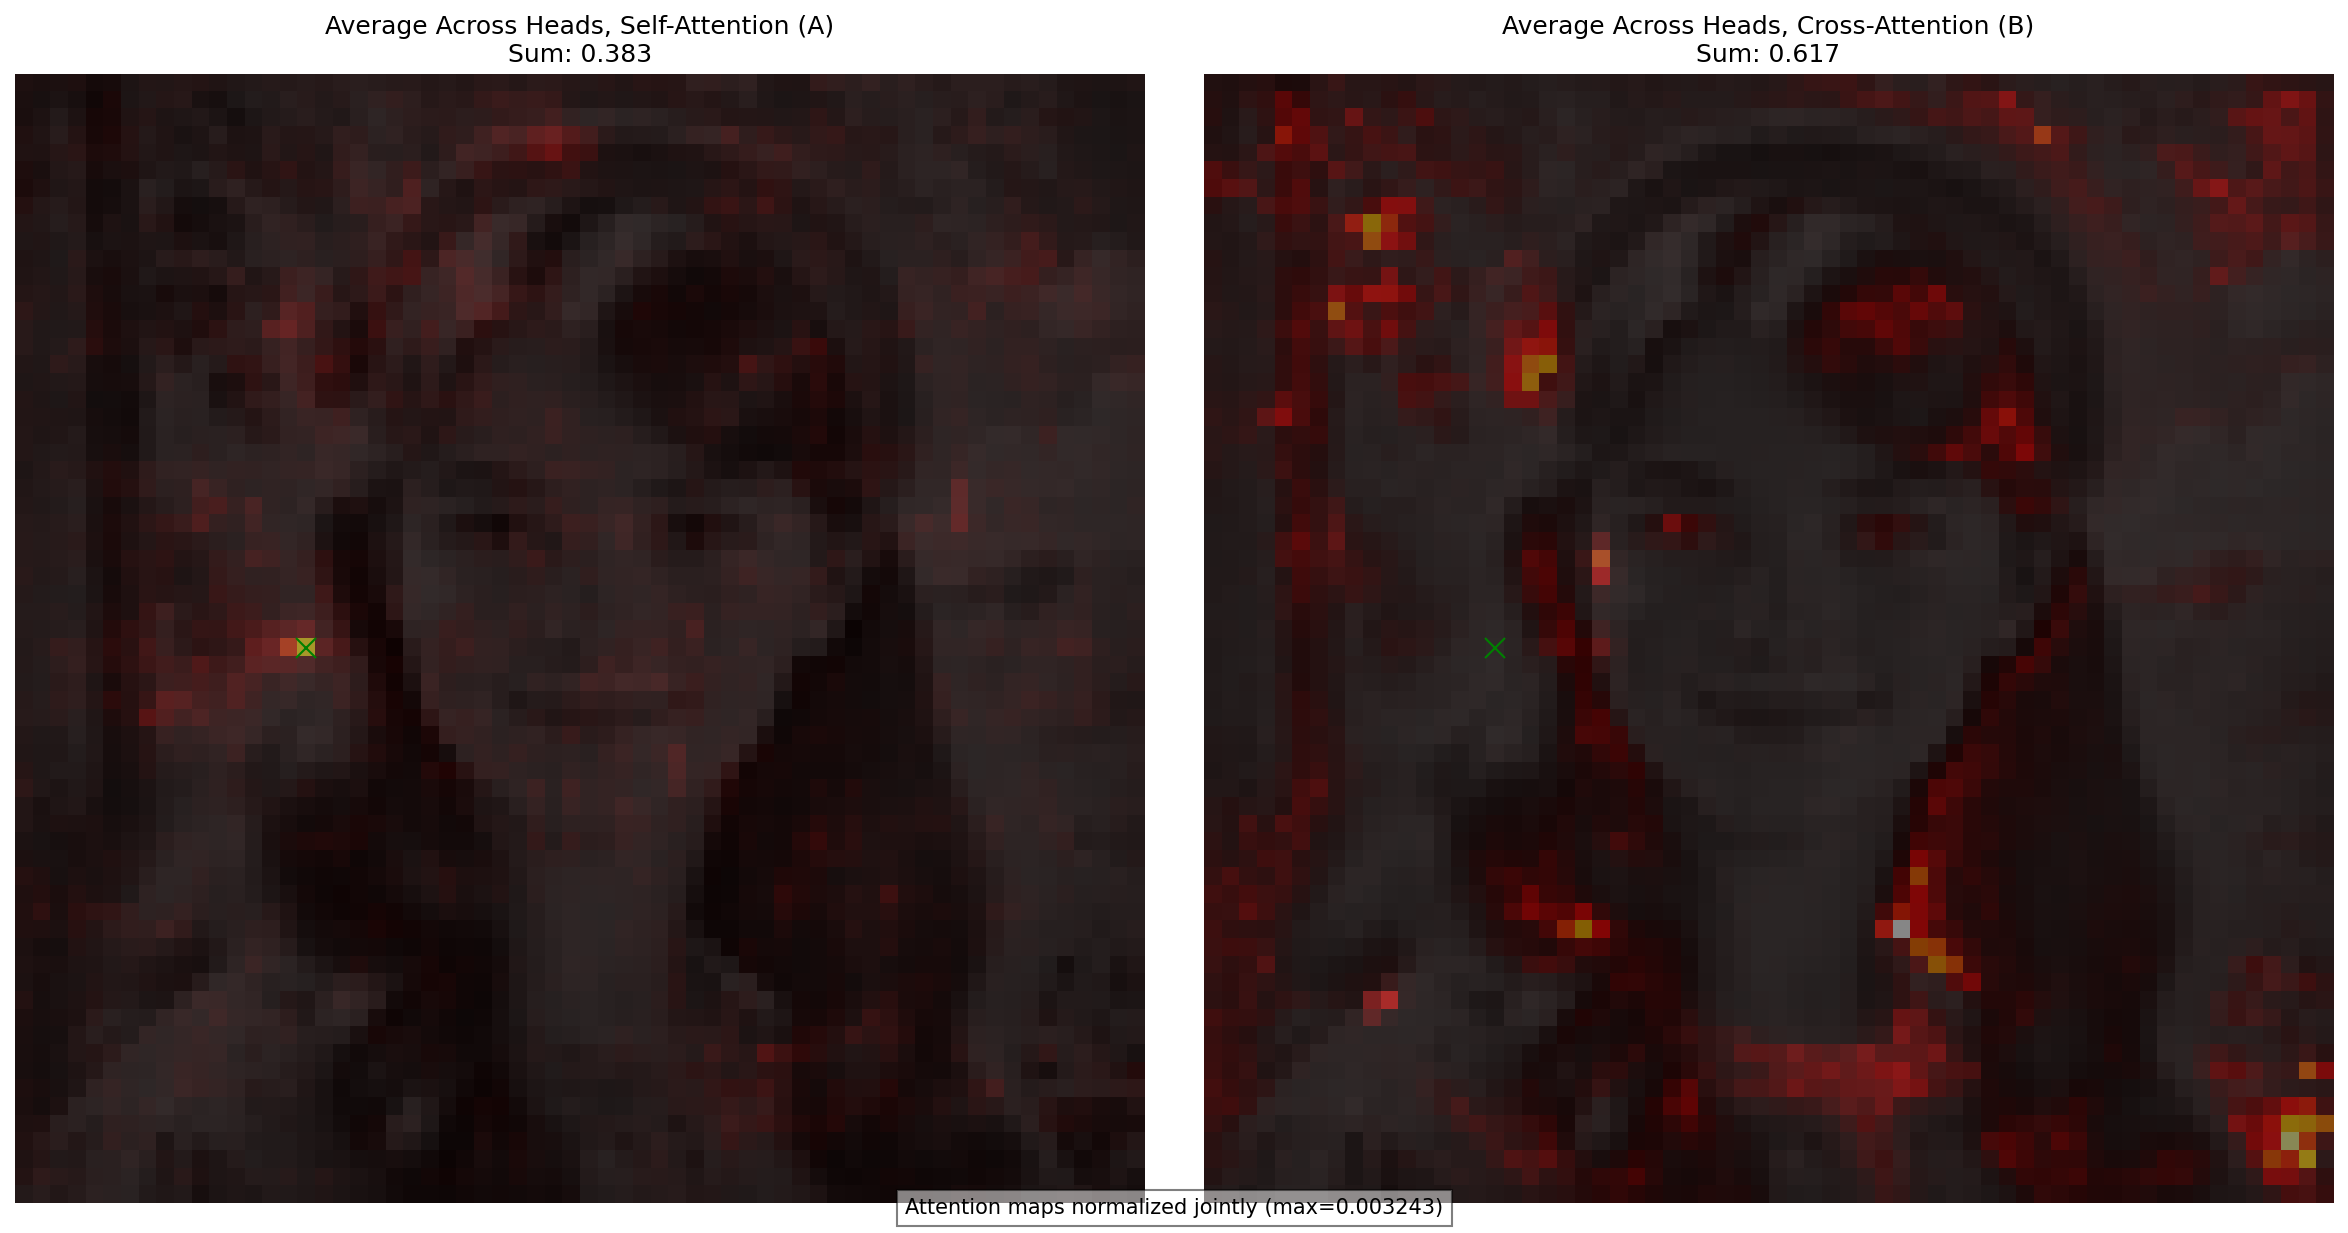 Average Across Heads, Self-Attention (A)
Sum: 0.383
Average Across Heads, Cross-Attention (B)
Sum: 0.617
Attention maps normalized jointly (max=0.003243)